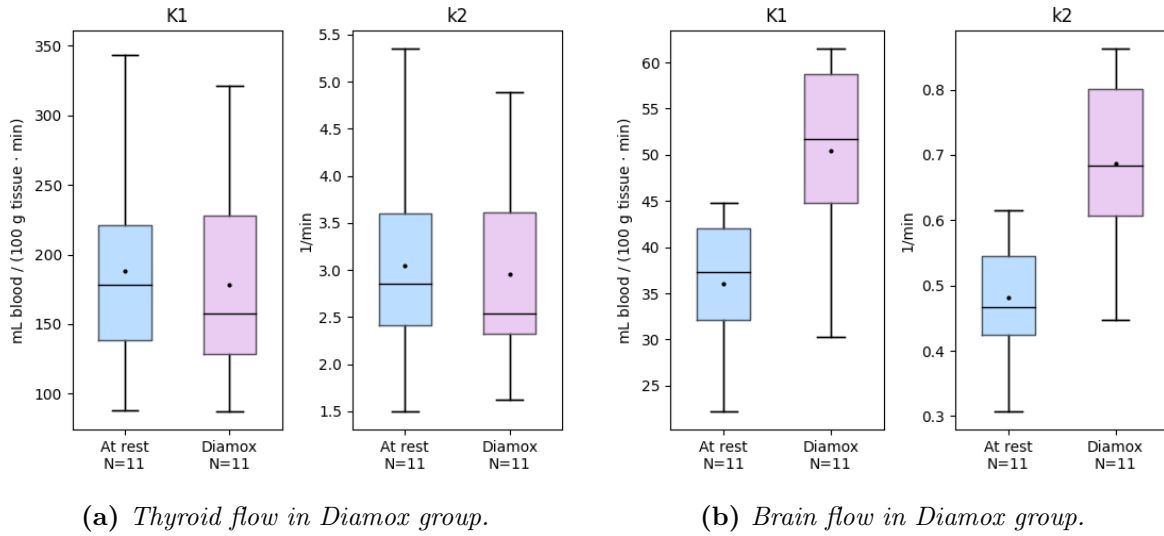 K1
mL blood / (100 g tissue · min)
350
300
250
200
150
100
At rest
N=11
Diamox
N=11
k2
1/min
5.5
5.0
4.5
4.0
3.5
3.0
2.5
2.0
1.5
At rest
N=11
Diamox
N=11
(a) Thyroid flow in Diamox group.
K1
mL blood / (100 g tissue · min)
60
55
50
45
40
35
30
25
At rest
N=11
Diamox
N=11
k2
1/min
0.8
0.7
0.6
0.5
0.4
0.3
At rest
N=11
Diamox
N=11
(b) Brain flow in Diamox group.